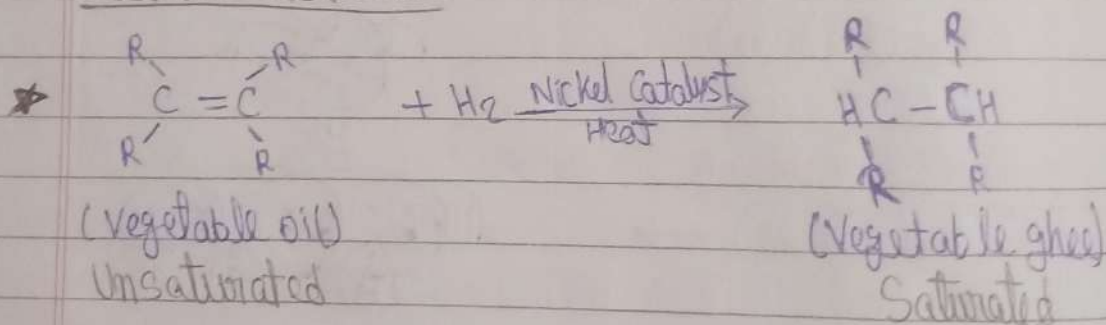 R R R R
* C = C + H2 Nickel Catalyst HC - CH
Heat
R R R R
(Vegetable oil) (Vegetable ghee)
Unsaturated Saturated